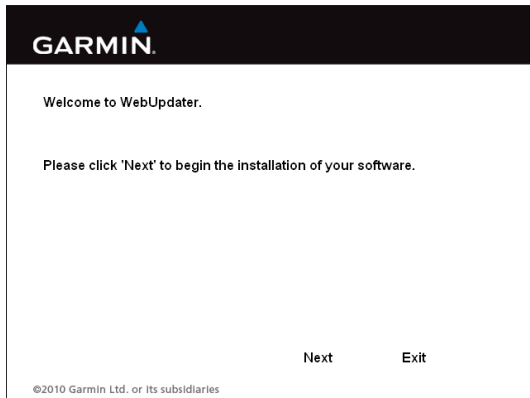 GARMIN.
Welcome to WebUpdater.
Please click 'Next' to begin the installation of your software.
Next Exit
©2010 Garmin Ltd. or its subsidiaries